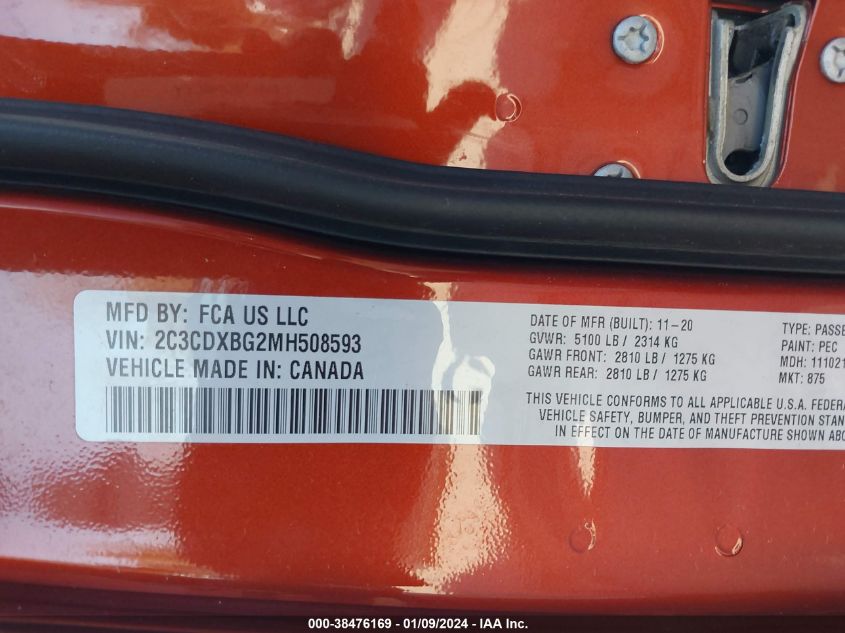 MFD BY: FCA US LLC
VIN: 2C3CDXBG2MH508593
VEHICLE MADE IN: CANADA
DATE OF MFR (BUILT): 11-20
GVWR: 5100 LB / 2314 KG
GAWR FRONT: 2810 LB / 1275 KG
GAWR REAR: 2810 LB / 1275 KG
THIS VEHICLE CONFORMS TO ALL APPLICABLE U.S.A. FEDERA
VEHICLE SAFETY, BUMPER, AND THEFT PREVENTION STAN
IN EFFECT ON THE DATE OF MANUFACTURE SHOWN ABO
TYPE: PASSE
PAINT: PEC
MDH: 111021
MKT: 875
000-38476169 - 01/09/2024 - IAA Inc.